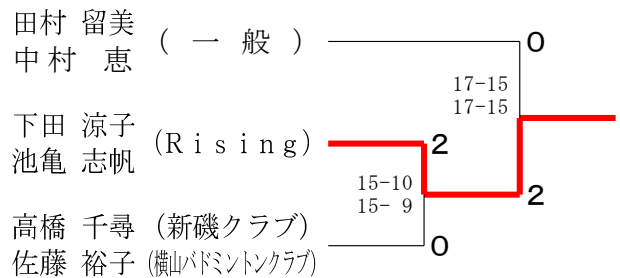 田村 留美
中村 恵
(一般)
0
17-15
17-15
下田 涼子
池亀 志帆
(Rising)
2
15-10
15- 9
2
高橋 千尋 (新磯クラブ)
佐藤 裕子 (横山バドミントンクラブ)
0